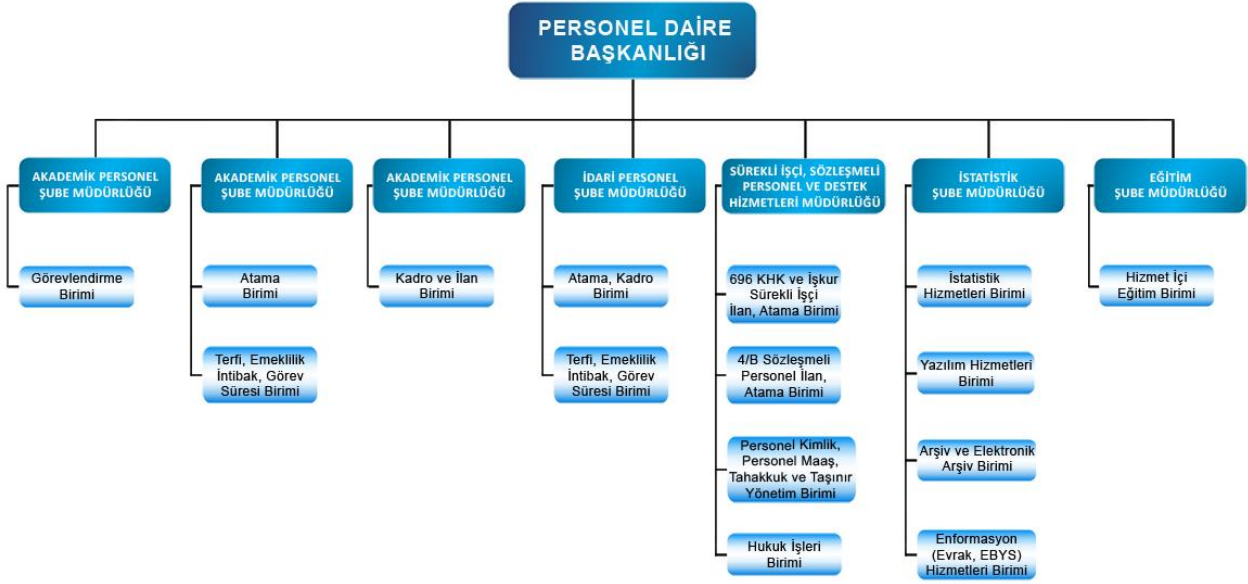 PERSONEL DAİRE
BAŞKANLIĞI
AKADEMİK PERSONEL
ŞUBE MÜDÜRLÜĞÜ
Görevlendirme
Birimi
AKADEMİK PERSONEL
ŞUBE MÜDÜRLÜĞÜ
Atama
Birimi
Terfi, Emeklilik
İntibak, Görev
Süresi Birimi
AKADEMİK PERSONEL
ŞUBE MÜDÜRLÜĞÜ
Kadro ve İlan
Birimi
İDARİ PERSONEL
ŞUBE MÜDÜRLÜĞÜ
Atama, Kadro
Birimi
Terfi, Emeklilik
İntibak, Görev
Süresi Birimi
SÜREKLİ İŞÇİ, SÖZLEŞMELİ
PERSONEL VE DESTEK
HİZMETLERİ MÜDÜRLÜĞÜ
696 KHK ve İşkur
Sürekli İşçi
İlan, Atama Birimi
4/B Sözleşmeli
Personel İlan,
Atama Birimi
Personel Kimlik,
Personel Maaş,
Tahakkuk ve Taşınır
Yönetim Birimi
Hukuk İşleri
Birimi
İSTATİSTİK
ŞUBE MÜDÜRLÜĞÜ
İstatistik
Hizmetleri Birimi
Yazılım Hizmetleri
Birimi
Arşiv ve Elektronik
Arşiv Birimi
Enformasyon
(Evrak, EBYS)
Hizmetleri Birimi
EĞİTİM
ŞUBE MÜDÜRLÜĞÜ
Hizmet İçi
Eğitim Birimi